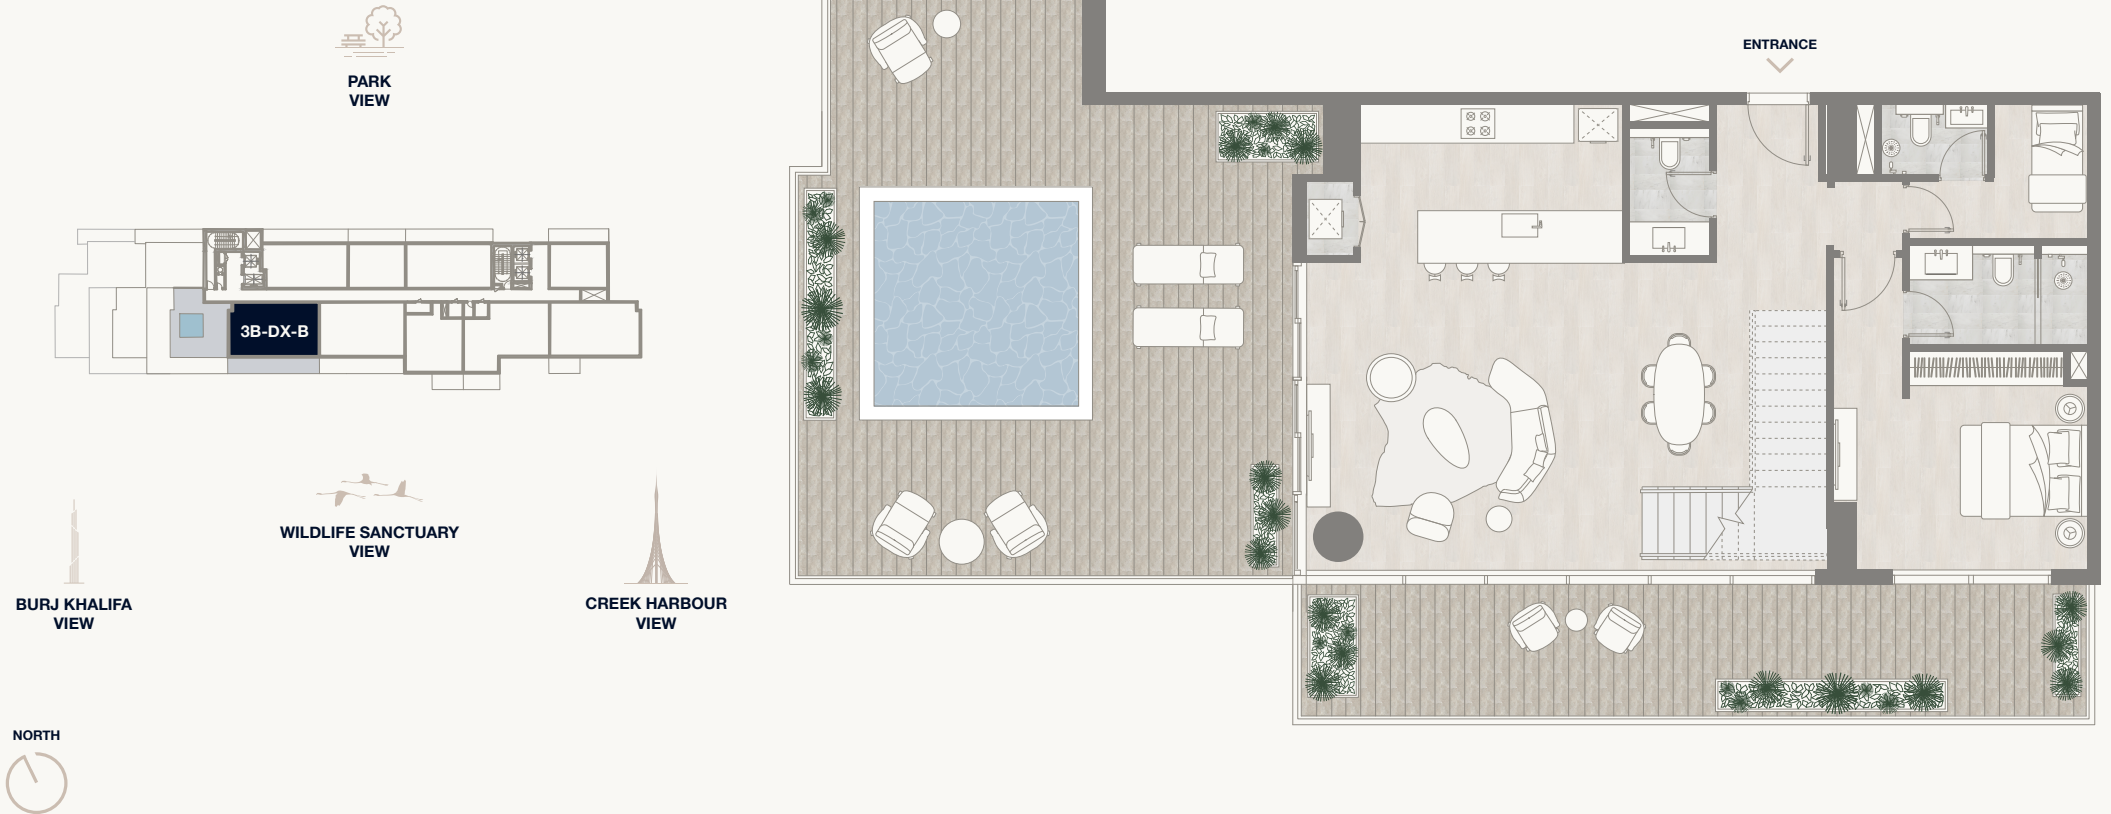 PARK
VIEW
ENTRANCE
3B-DX-B
WILDLIFE SANCTUARY
VIEW
BURJ KHALIFA
VIEW
CREEK HARBOUR
VIEW
NORTH